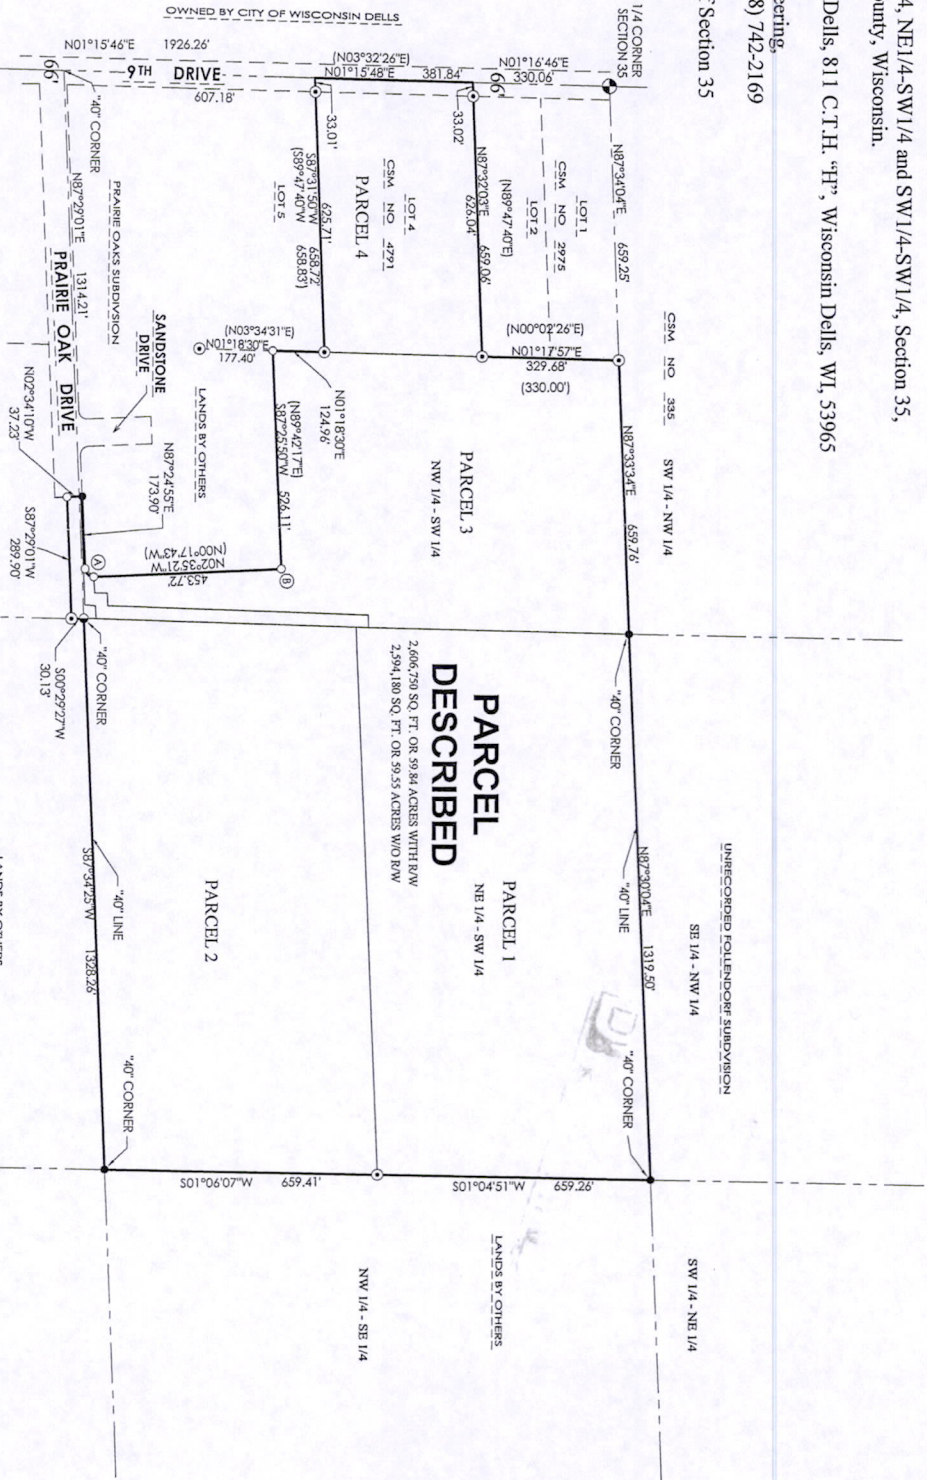 4, NE1/4-SW1/4 and SW1/4-SW1/4, Section 35,
ounty, Wisconsin.
Dells, 811 C.T.H. "H", Wisconsin Dells, WI, 53965
eering,
8) 742-2169
f Section 35
1/4 CORNER
SECTION 35
N87°34'04"E 659.25'
CSM NO 335
SW 1/4 - NW 1/4
N87°33'34"E 659.76'
UNRECORDED FOLLENDORF SUBDVISION
SE 1/4 - NW 1/4
N87°30'04"E 1319.50'
"40" LINE
"40" CORNER
"40" CORNER
SW 1/4 - NE 1/4
OWNED BY CITY OF WISCONSIN DELLS
N01°16'46"E
330.06'
66'
LOT 1
CSM NO 2975
LOT 2
(N00°02'26"E)
N01°17'57"E
329.68'
(330.00')
(N89°47'40"E)
N87°32'03"E 659.06'
626.04'
33.02'
(N03°32'26"E)
N01°15'48"E 381.84'
LOT 4
CSM NO 4791
PARCEL 4
33.01'
625.71'
S87°31'50"W 658.72'
(S89°47'40"W 658.83')
LOT 5
PARCEL 3
NW 1/4 - SW 1/4
PARCEL
DESCRIBED
2,606,750 SQ. FT. OR 59.84 ACRES WITH R/W
2,594,180 SQ. FT. OR 59.55 ACRES W/O R/W
PARCEL 1
NE 1/4 - SW 1/4
S01°04'51"W 659.26'
LANDS BY OTHERS
NW 1/4 - SE 1/4
9TH DRIVE
607.18'
N01°15'46"E 1926.26'
66'
"40" CORNER
(N03°34'31"E)
N01°18'30"E
177.40'
N01°18'30"E
124.96'
(N89°42'17"E)
S87°25'50"W 526.11'
LANDS BY OTHERS
B
N02°35'21"W 453.72'
(N00°17'43"W)
A
PRAIRIE OAKS SUBDVISION
SANDSTONE
DRIVE
N87°24'55"E
173.90'
N87°29'01"E 1314.21'
PRAIRIE OAK DRIVE
N02°34'10"W
37.23'
S87°29'01"W
289.90'
"40" CORNER
S00°29'27"W
30.13'
PARCEL 2
"40" LINE
S87°34'25"W 1328.26'
"40" CORNER
S01°06'07"W 659.41'
LANDS BY OTHERS